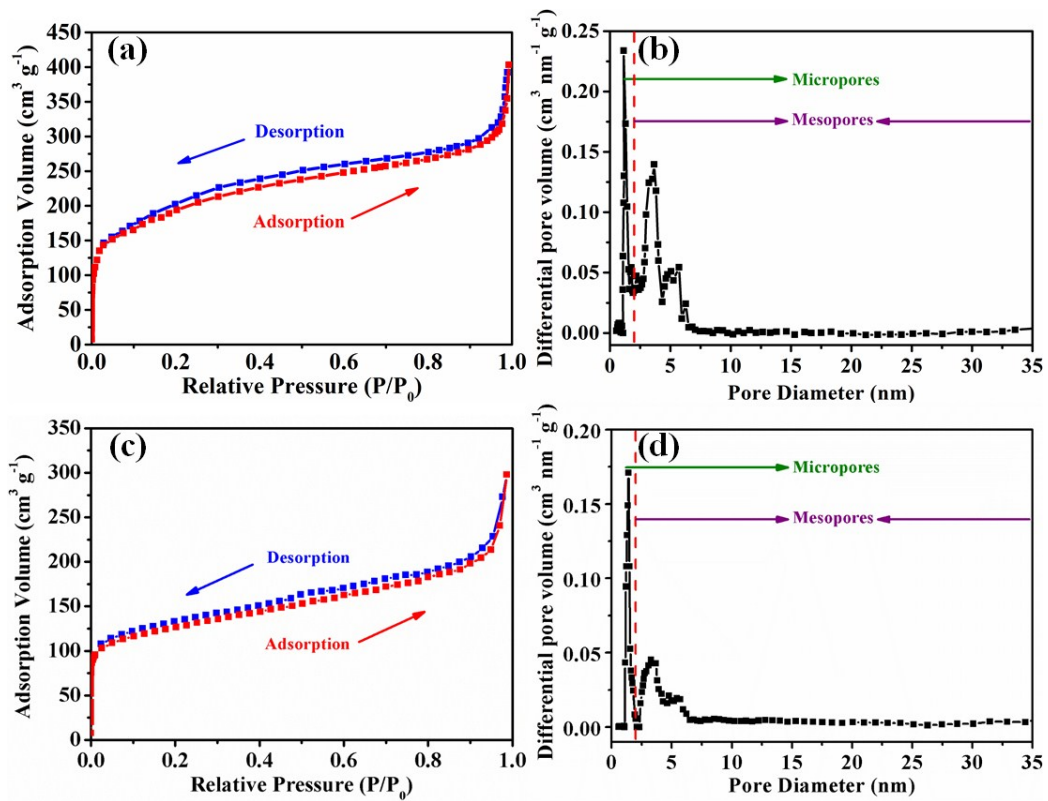 (a)
Adsorption Volume (cm³ g⁻¹)
450
400
350
300
250
200
150
100
50
0
Desorption
Adsorption
0.0 0.2 0.4 0.6 0.8 1.0
Relative Pressure (P/P₀)
(b)
Differential pore volume (cm³ nm⁻¹ g⁻¹)
0.25
0.20
0.15
0.10
0.05
0.00
Micropores
Mesopores
0 5 10 15 20 25 30 35
Pore Diameter (nm)
(c)
Adsorption Volume (cm³ g⁻¹)
350
300
250
200
150
100
50
0
Desorption
Adsorption
0.0 0.2 0.4 0.6 0.8 1.0
Relative Pressure (P/P₀)
(d)
Differential pore volume (cm³ nm⁻¹ g⁻¹)
0.20
0.15
0.10
0.05
0.00
Micropores
Mesopores
0 5 10 15 20 25 30 35
Pore Diameter (nm)